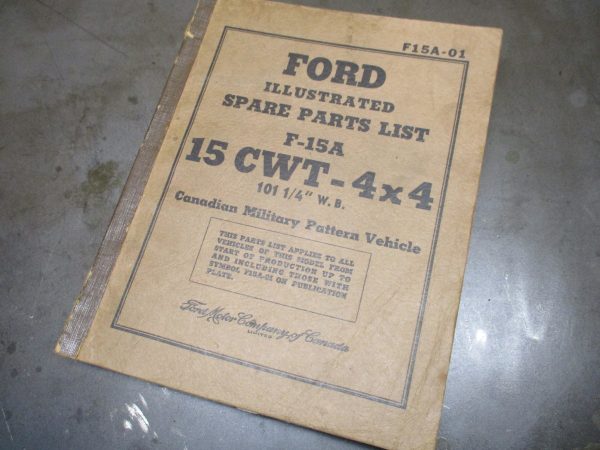 F15A-01
FORD
ILLUSTRATED
SPARE PARTS LIST
F-15A
15 CWT-4x4
101 1/4" W. B.
Canadian Military Pattern Vehicle
THIS PARTS LIST APPLIES TO ALL
VEHICLES OF THIS MODEL FROM
START OF PRODUCTION UP TO
AND INCLUDING THOSE WITH
SYMBOL F15A-01 ON PUBLICATION
PLATE.
Ford Motor Company of Canada
LIMITED